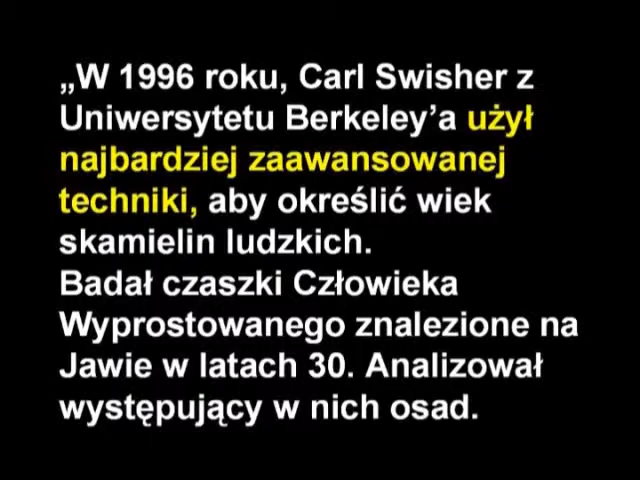 „W 1996 roku, Carl Swisher z
Uniwersytetu Berkeley’a użył
najbardziej zaawansowanej
techniki, aby określić wiek
skamielin ludzkich.
Badał czaszki Człowieka
Wyprostowanego znalezione na
Jawie w latach 30. Analizował
występujący w nich osad.